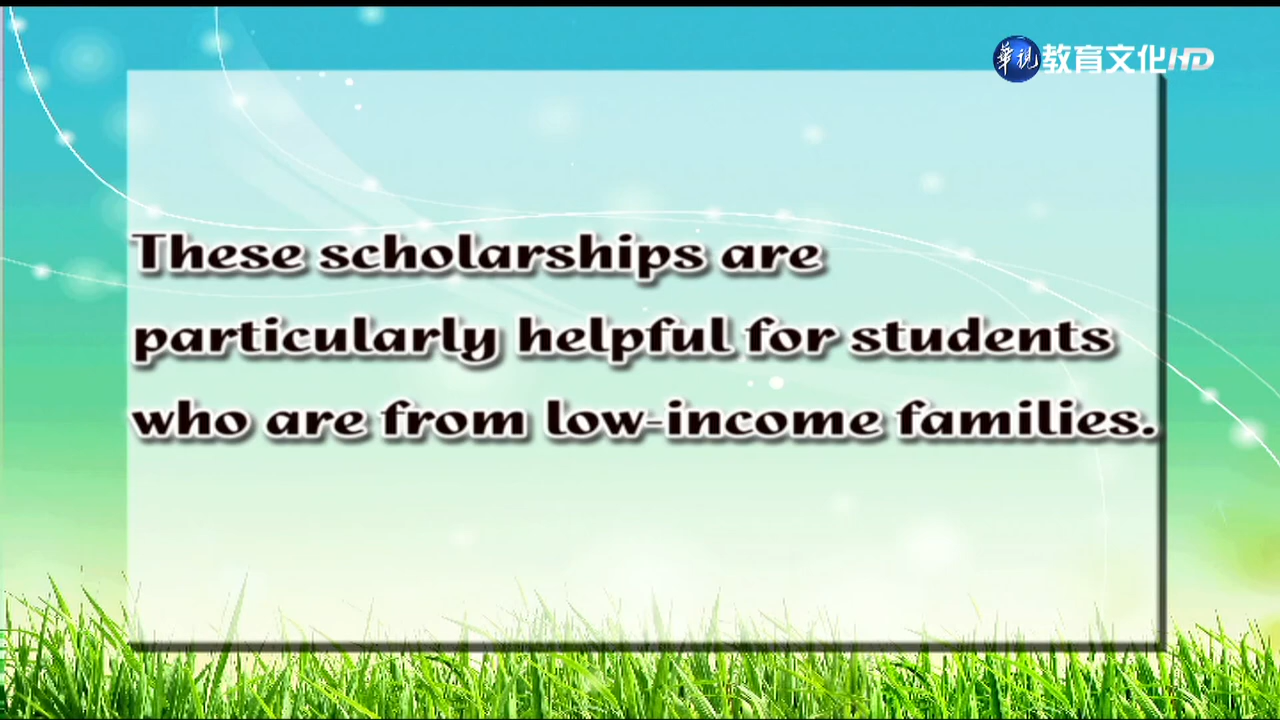 華視 教育文化HD
These scholarships are
particularly helpful for students
who are from low-income families.